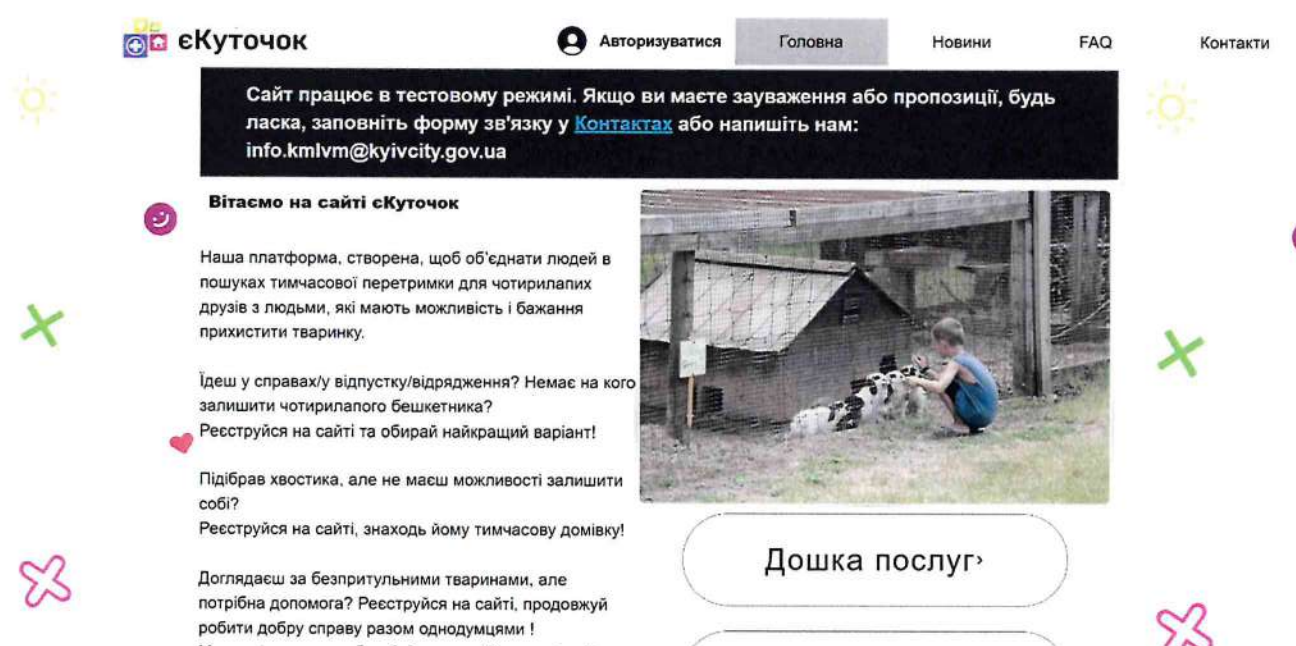 єКуточок
Авторизуватися
Головна
Новини
FAQ
Контакти
Сайт працює в тестовому режимі. Якщо ви маєте зауваження або пропозиції, будь
ласка, заповніть форму зв'язку у Контактах або напишіть нам:
info.kmlvm@kyivcity.gov.ua
Вітаємо на сайті єКуточок
Наша платформа, створена, щоб об'єднати людей в
пошуках тимчасової перетримки для чотирилапих
друзів з людьми, які мають можливість і бажання
прихистити тваринку.
Їдеш у справах/у відпустку/відрядження? Немає на кого
залишити чотирилапого бешкетника?
Реєструйся на сайті та обирай найкращий варіант!
Підібрав хвостика, але не маєш можливості залишити
собі?
Реєструйся на сайті, знаходь йому тимчасову домівку!
Доглядаєш за безпритульними тваринами, але
потрібна допомога? Реєструйся на сайті, продовжуй
робити добру справу разом однодумцями !
Дошка послуг›